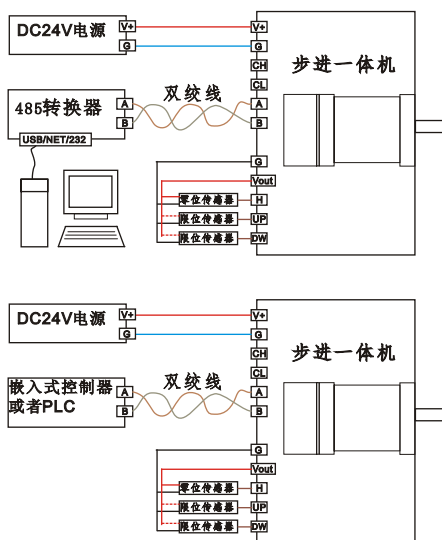 DC24V电源
V+
G
485转换器
A
B
USB/NET/232
双绞线
V+
G
CH
CL
A
B
G
Vout
H
UP
DW
步进一体机
零位传感器
限位传感器
限位传感器
DC24V电源
V+
G
嵌入式控制器
或者PLC
A
B
双绞线
V+
G
CH
CL
A
B
G
Vout
H
UP
DW
步进一体机
零位传感器
限位传感器
限位传感器